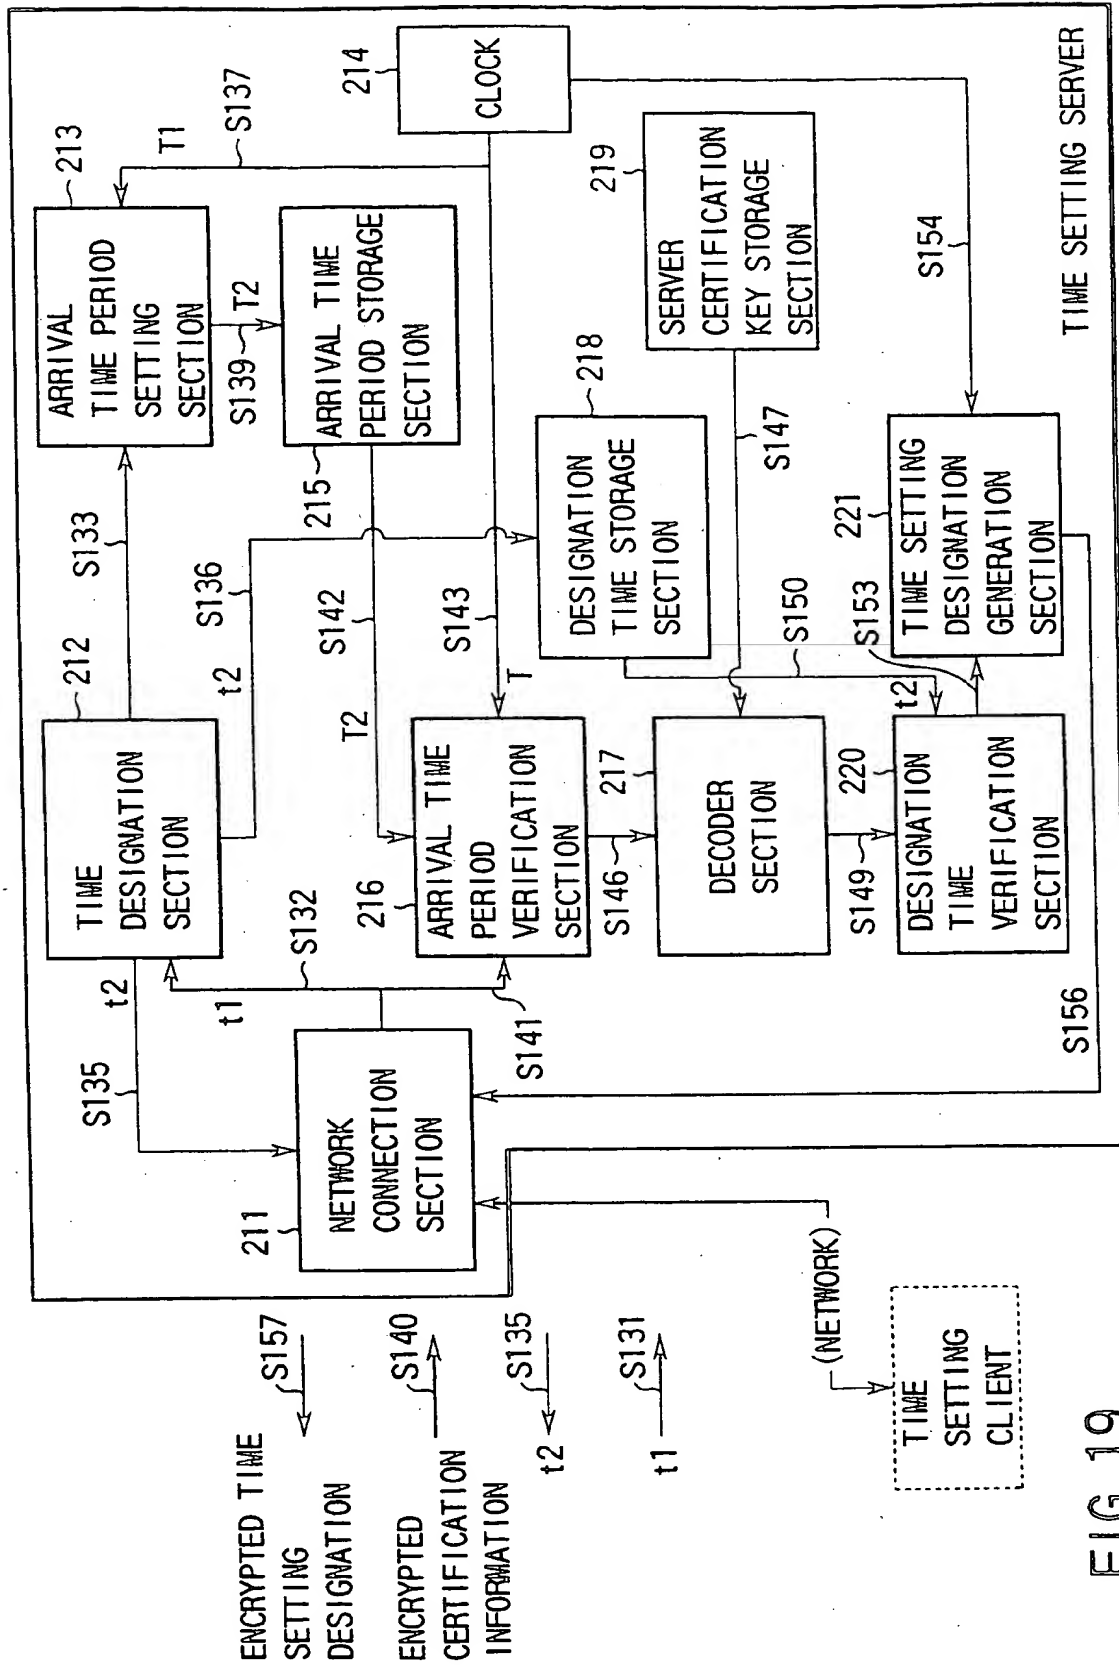 TIME SETTING SERVER
212
TIME
DESIGNATION
SECTION
S133
213
ARRIVAL
TIME PERIOD
SETTING
SECTION
T1
S137
214
CLOCK
S139
T2
215
ARRIVAL TIME
PERIOD STORAGE
SECTION
t2
S136
S142
T2
S143
T
S135
t2
t1
S132
S141
211
NETWORK
CONNECTION
SECTION
216
ARRIVAL TIME
PERIOD
VERIFICATION
SECTION
S146
217
DECODER
SECTION
218
DESIGNATION
TIME STORAGE
SECTION
219
SERVER
CERTIFICATION
KEY STORAGE
SECTION
S147
S149
220
DESIGNATION
TIME
VERIFICATION
SECTION
t2
S150
S153
221
TIME SETTING
DESIGNATION
GENERATION
SECTION
S154
S156
ENCRYPTED TIME
SETTING
DESIGNATION
S157
ENCRYPTED
CERTIFICATION
INFORMATION
S140
t2
S135
t1
S131
(NETWORK)
TIME
SETTING
CLIENT
FIG. 19